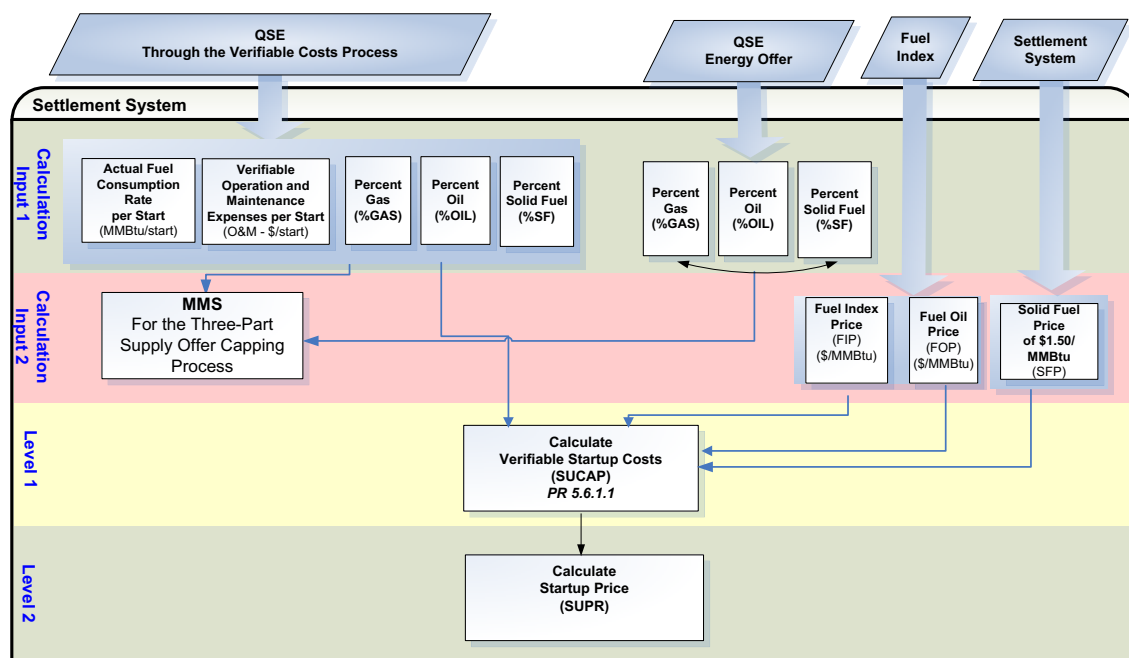 QSE
Through the Verifiable Costs Process
QSE
Energy Offer
Fuel
Index
Settlement
System
Settlement System
Calculation
Input 1
Actual Fuel
Consumption
Rate
per Start
(MMBtu/start)
Verifiable
Operation and
Maintenance
Expenses per Start
(O&M - $/start)
Percent
Gas
(%GAS)
Percent
Oil
(%OIL)
Percent
Solid Fuel
(%SF)
Percent
Gas
(%GAS)
Percent
Oil
(%OIL)
Percent
Solid Fuel
(%SF)
Calculation
Input 2
MMS
For the Three-Part
Supply Offer Capping
Process
Fuel Index
Price
(FIP)
($/MMBtu)
Fuel Oil
Price
(FOP)
($/MMBtu)
Solid Fuel
Price
of $1.50/
MMBtu
(SFP)
Level 1
Calculate
Verifiable Startup Costs
(SUCAP)
PR 5.6.1.1
Level 2
Calculate
Startup Price
(SUPR)